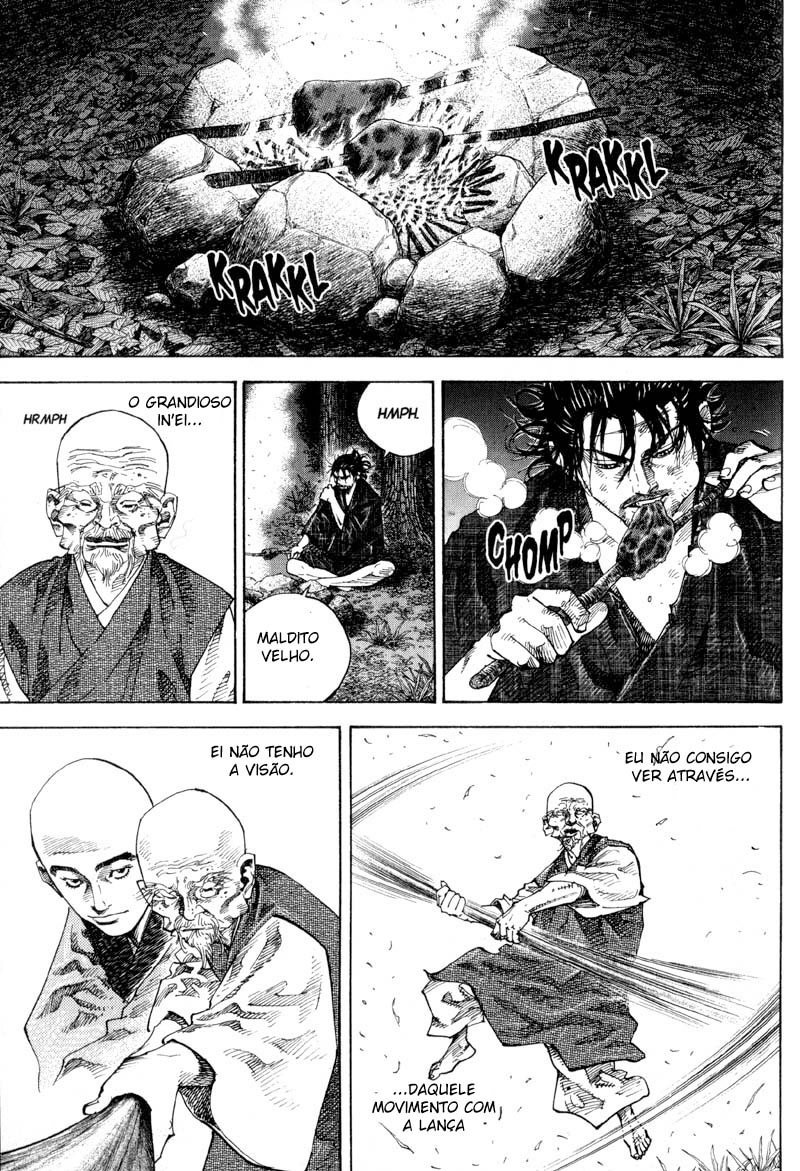 KRAKKL
KRAKKL
CHOMP
HMPH.
MALDITO
VELHO.
O GRANDIOSO
IN'EI...
HRMPH
EU NÃO CONSIGO
VER ATRAVÉS...
...DAQUELE
MOVIMENTO COM
A LANÇA
EI NÃO TENHO
A VISÃO.